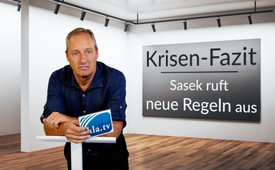 Krisen-Fazit
Sasek ruft
neue Regeln aus
kla.tv